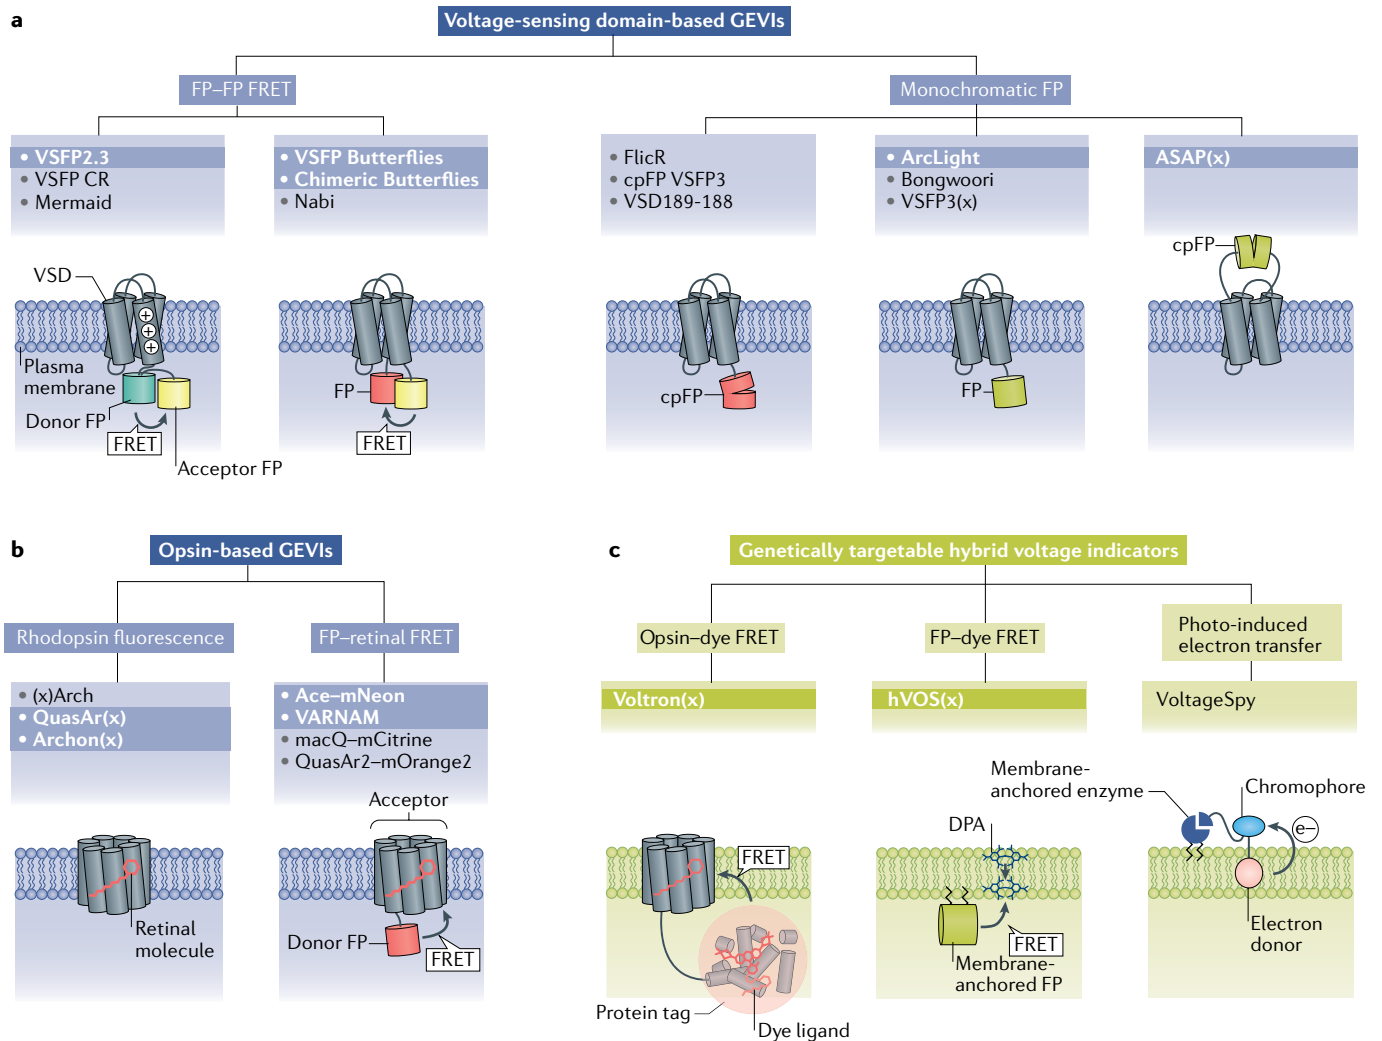 a
Voltage-sensing domain-based GEVIs
FP–FP FRET
Monochromatic FP
• VSFP2.3
• VSFP CR
• Mermaid
• VSFP Butterflies
• Chimeric Butterflies
• Nabi
• FlicR
• cpFP VSFP3
• VSD189-188
• ArcLight
• Bongwoori
• VSFP3(x)
ASAP(x)
VSD
+
+
+
Plasma
membrane
Donor FP
FRET
Acceptor FP
FP
FRET
cpFP
FP
cpFP
b
Opsin-based GEVIs
Rhodopsin fluorescence
FP–retinal FRET
• (x)Arch
• QuasAr(x)
• Archon(x)
• Ace–mNeon
• VARNAM
• macQ–mCitrine
• QuasAr2–mOrange2
Retinal
molecule
Acceptor
Donor FP
FRET
c
Genetically targetable hybrid voltage indicators
Opsin–dye FRET
FP–dye FRET
Photo-induced
electron transfer
Voltron(x)
hVOS(x)
VoltageSpy
FRET
Protein tag
Dye ligand
DPA
FRET
Membrane-
anchored FP
Membrane-
anchored enzyme
Chromophore
e–
Electron
donor